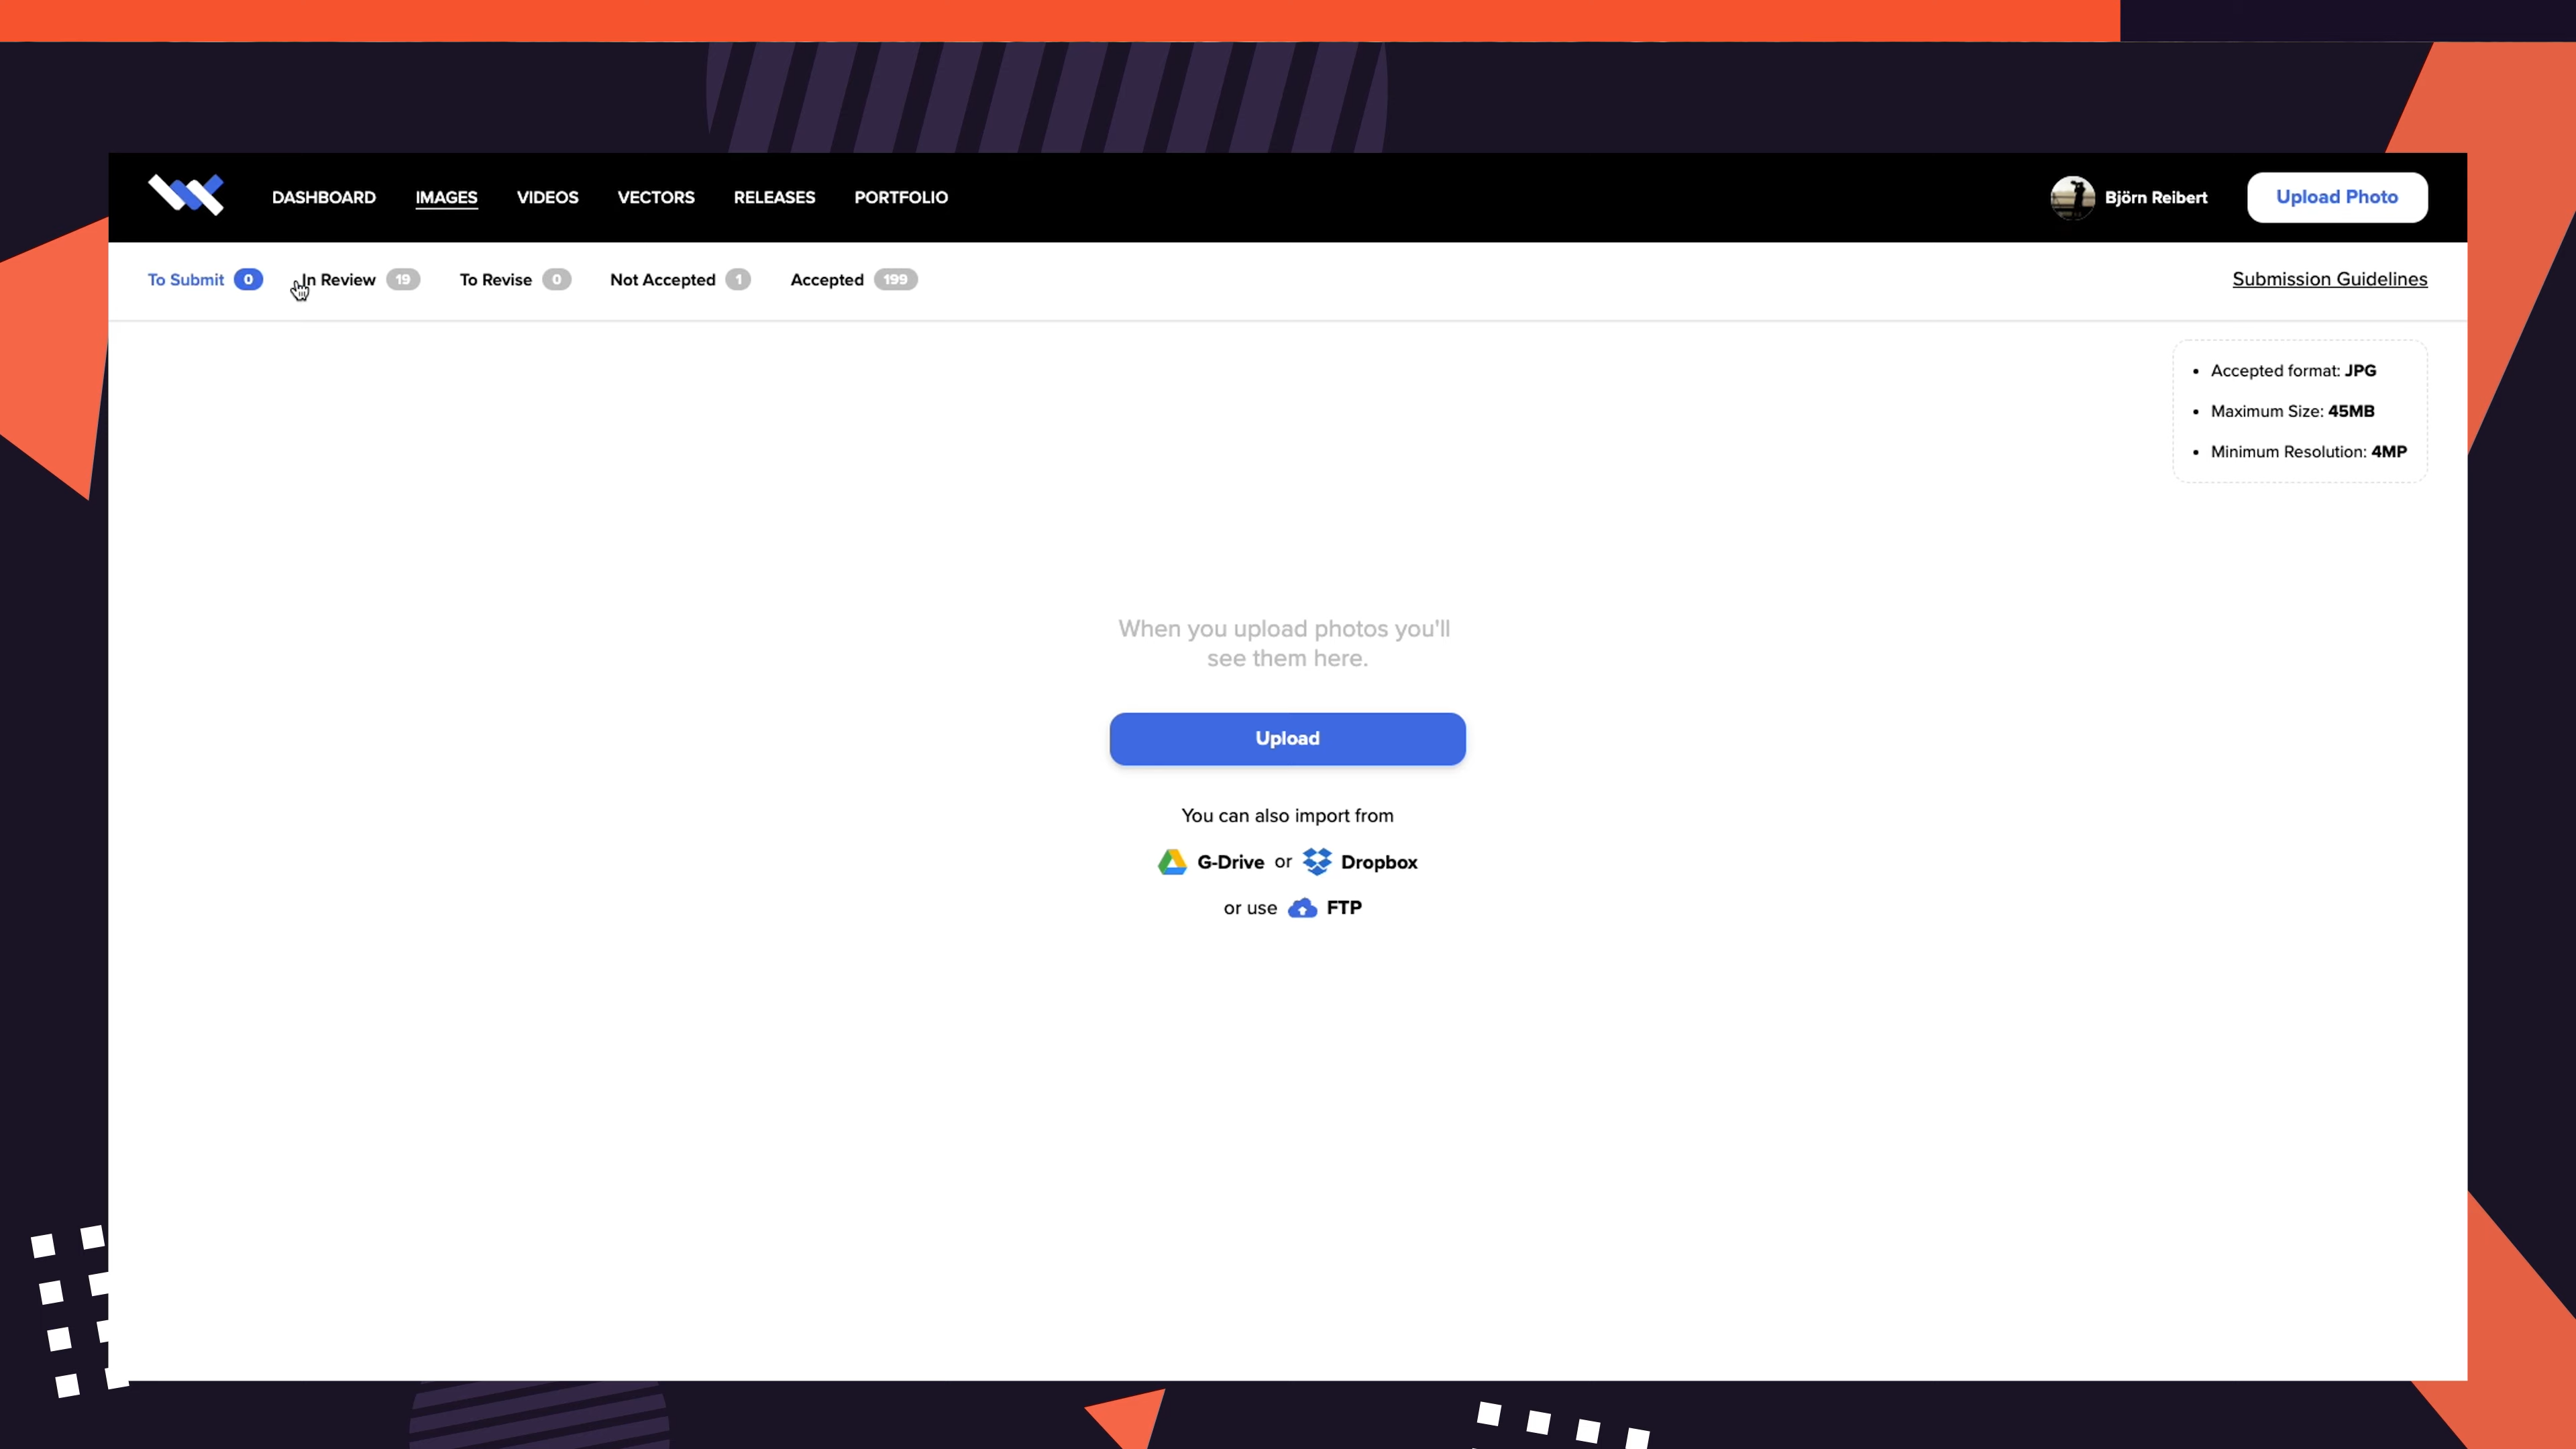 DASHBOARD IMAGES VIDEOS VECTORS RELEASES PORTFOLIO Björn Reibert Upload Photo
To Submit 0 In Review 19 To Revise 0 Not Accepted 1 Accepted 199 Submission Guidelines
• Accepted format: JPG
• Maximum Size: 45MB
• Minimum Resolution: 4MP
When you upload photos you'll
see them here.
Upload
You can also import from
G-Drive or Dropbox
or use FTP